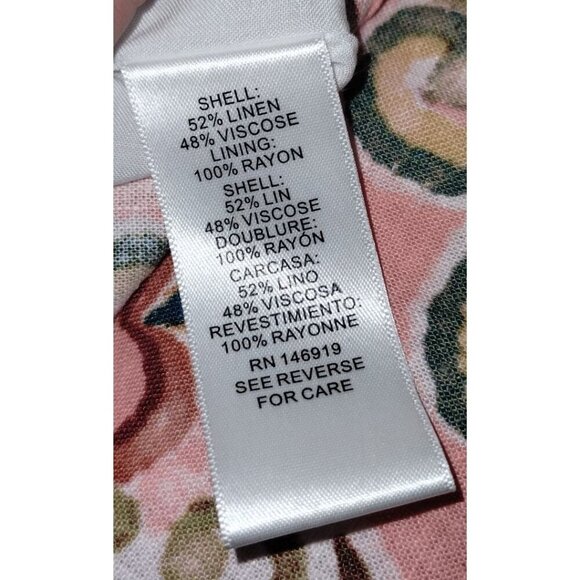 SHELL:
52% LINEN
48% VISCOSE
LINING:
100% RAYON
SHELL:
52% LIN
48% VISCOSE
DOUBLURE:
100% RAYON
CARCASA:
52% LINO
48% VISCOSA
REVESTIMIENTO:
100% RAYONNE
RN 146919
SEE REVERSE
FOR CARE